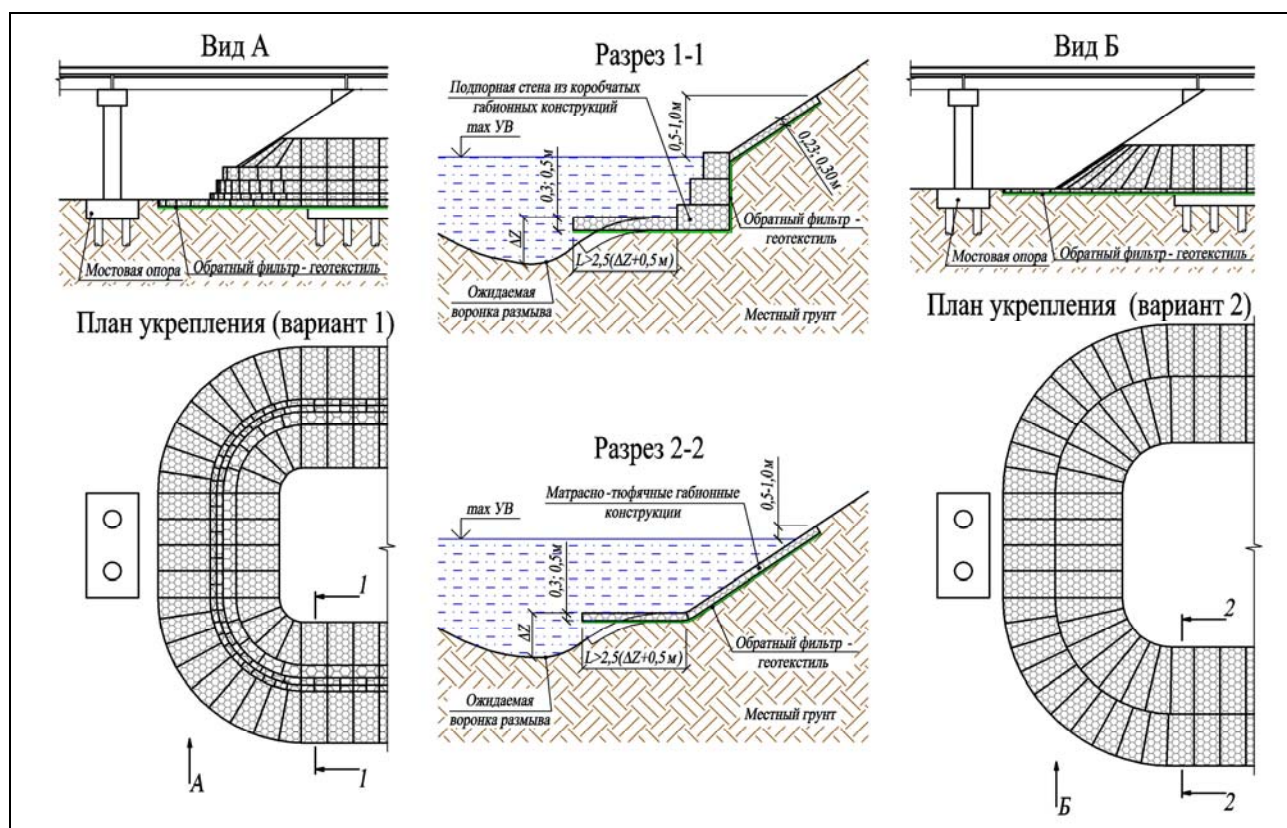 Вид А
Мостовая опора
Обратный фильтр - геотекстиль
План укрепления (вариант 1)
1
1
А
Разрез 1-1
Подпорная стена из коробчатых
габионных конструкций
max УВ
0,5-1,0м
0,23; 0,30м
0,3; 0,5м
ΔZ
L>2,5(ΔZ+0,5м)
Обратный фильтр -
геотекстиль
Ожидаемая
воронка размыва
Местный грунт
Разрез 2-2
Матрасно-тюфячные габионные
конструкции
max УВ
0,5-1,0м
0,3; 0,5м
ΔZ
L>2,5(ΔZ+0,5м)
Обратный фильтр -
геотекстиль
Ожидаемая
воронка размыва
Местный грунт
Вид Б
Мостовая опора
Обратный фильтр - геотекстиль
План укрепления (вариант 2)
2
2
Б